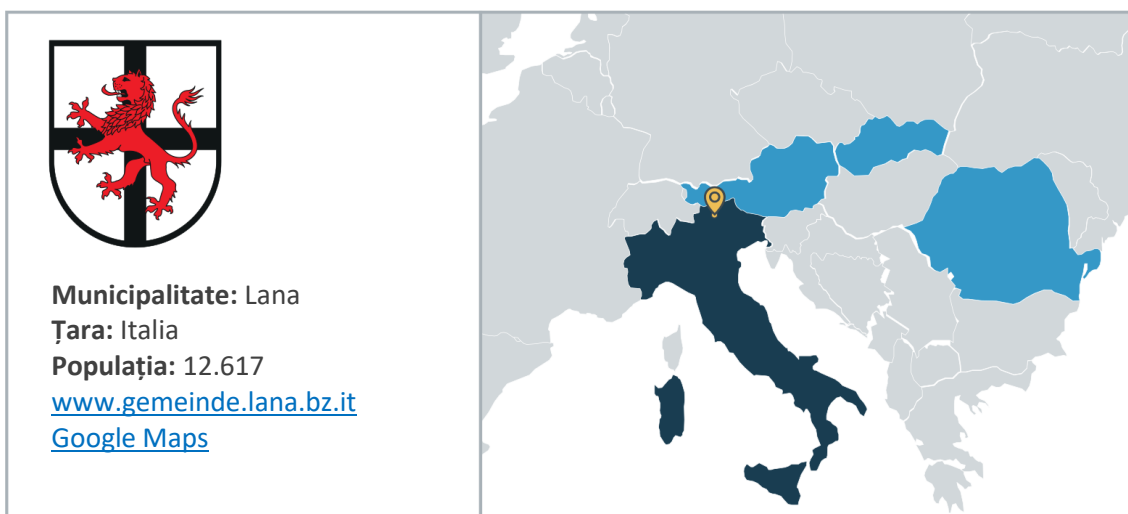 Municipalitate: Lana
Țara: Italia
Populația: 12.617
www.gemeinde.lana.bz.it
Google Maps